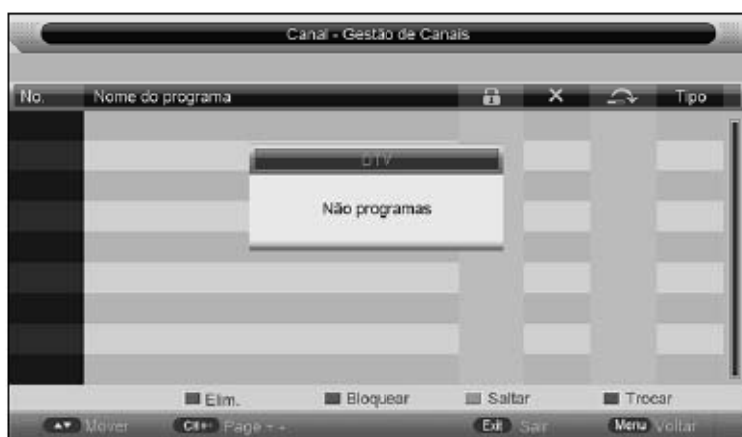 Canal - Gestão de Canais
No. Nome do programa Tipo
DTV
Não programas
Elim. Bloquear Saltar Trocar
Mover CH+- Page + - Exit Sair Menu Voltar